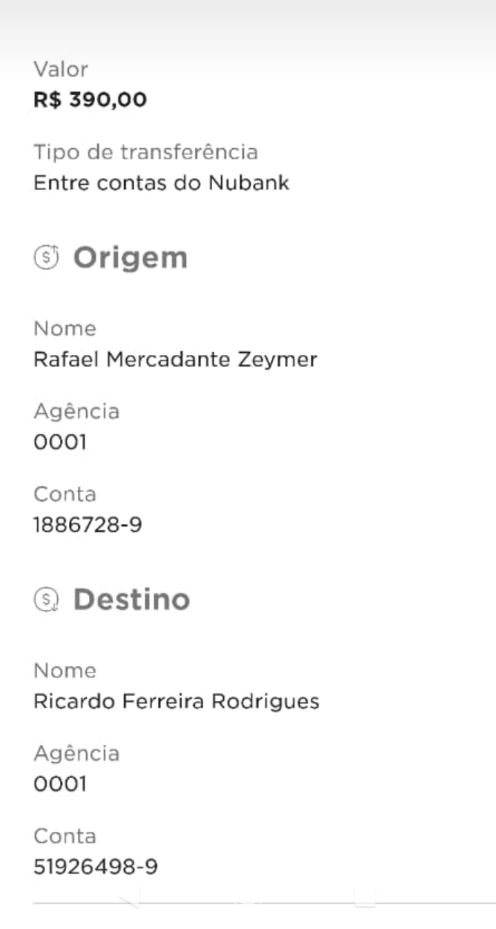 Valor
R$ 390,00
Tipo de transferência
Entre contas do Nubank
Origem
Nome
Rafael Mercadante Zeymer
Agência
0001
Conta
1886728-9
Destino
Nome
Ricardo Ferreira Rodrigues
Agência
0001
Conta
51926498-9